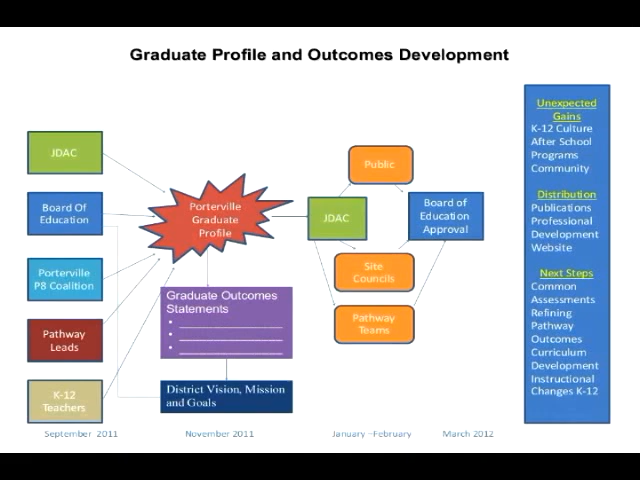 Graduate Profile and Outcomes Development
JDAC
Board Of
Education
Porterville
P8 Coalition
Pathway
Leads
K-12
Teachers
Porterville
Graduate
Profile
Graduate Outcomes
Statements
• ____________________
• ____________________
• ____________________
District Vision, Mission
and Goals
Public
JDAC
Site
Councils
Pathway
Teams
Board of
Education
Approval
Unexpected
Gains
K-12 Culture
After School
Programs
Community
Distribution
Publications
Professional
Development
Website
Next Steps
Common
Assessments
Refining
Pathway
Outcomes
Curriculum
Development
Instructional
Changes K-12
September 2011
November 2011
January –February
March 2012